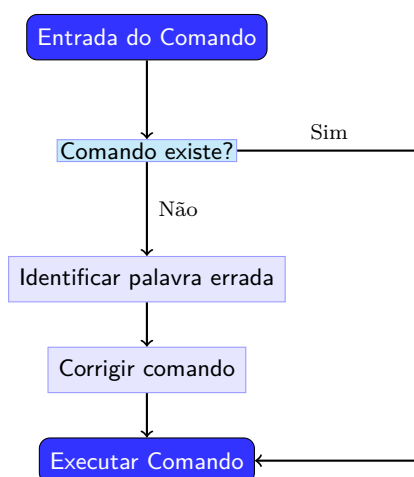 Entrada do Comando
Comando existe?
Sim
Não
Identificar palavra errada
Corrigir comando
Executar Comando